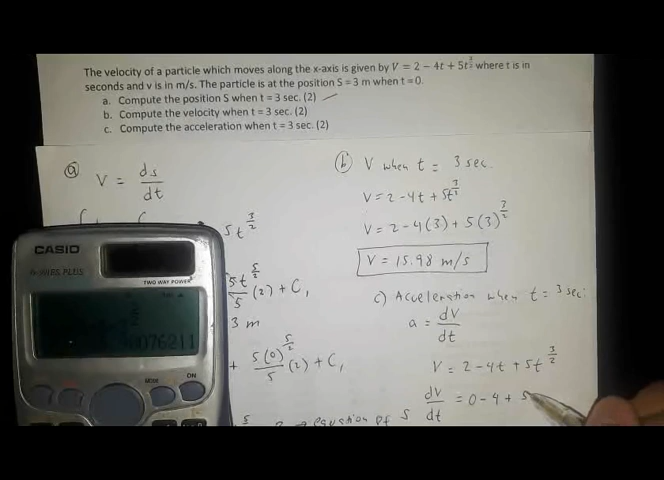 The velocity of a particle which moves along the x-axis is given by V = 2 − 4t + 5t^(3/2) where t is in
seconds and v is in m/s. The particle is at the position S = 3 m when t = 0.
a. Compute the position S when t = 3 sec. (2)
b. Compute the velocity when t = 3 sec. (2)
c. Compute the acceleration when t = 3 sec. (2)
ⓐ V = ds/dt
5t^(3/2)
5t^(5/2)/5 (2) + C₁
3 m
+ 5(0)^(5/2)/5 (2) + C₁
equation of S
CASIO
TWO WAY POWER
90076211
MODE
ON
ⓑ V when t = 3 sec.
V = 2 - 4t + 5t^(3/2)
V = 2 - 4(3) + 5(3)^(3/2)
V = 15.98 m/s
c) Acceleration when t = 3 sec:
a = dV/dt
V = 2 - 4t + 5t^(3/2)
dv/dt = 0 - 4 + 5